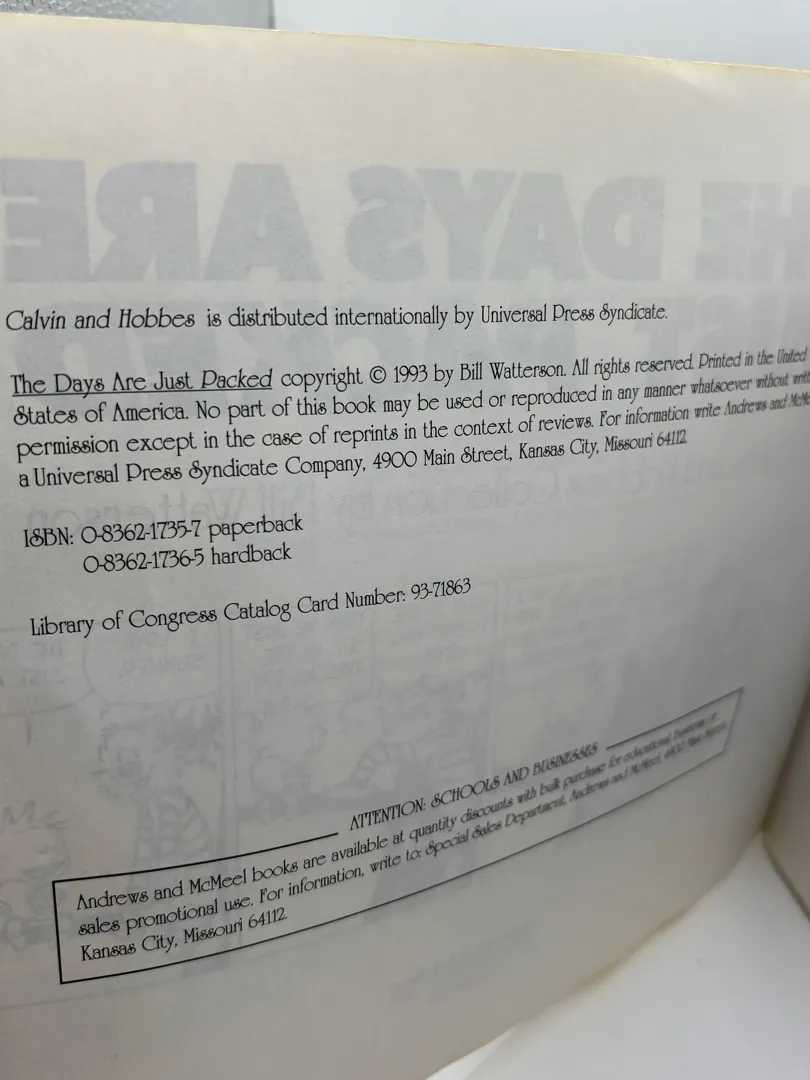 Calvin and Hobbes is distributed internationally by Universal Press Syndicate.
The Days Are Just Packed copyright © 1993 by Bill Watterson. All rights reserved. Printed in the United
States of America. No part of this book may be used or reproduced in any manner whatsoever without
permission except in the case of reprints in the context of reviews. For information write Andrews and
a Universal Press Syndicate Company, 4900 Main Street, Kansas City, Missouri 64112.
ISBN: 0-8362-1735-7 paperback
0-8362-1736-5 hardback
Library of Congress Catalog Card Number: 93-71863
ATTENTION: SCHOOLS AND BUSINESSES
Andrews and McMeel books are available at quantity discounts with bulk purchase for educational, business, or
sales promotional use. For information, write to: Special Sales Department, Andrews and McMeel, 4900 Main Street,
Kansas City, Missouri 64112.